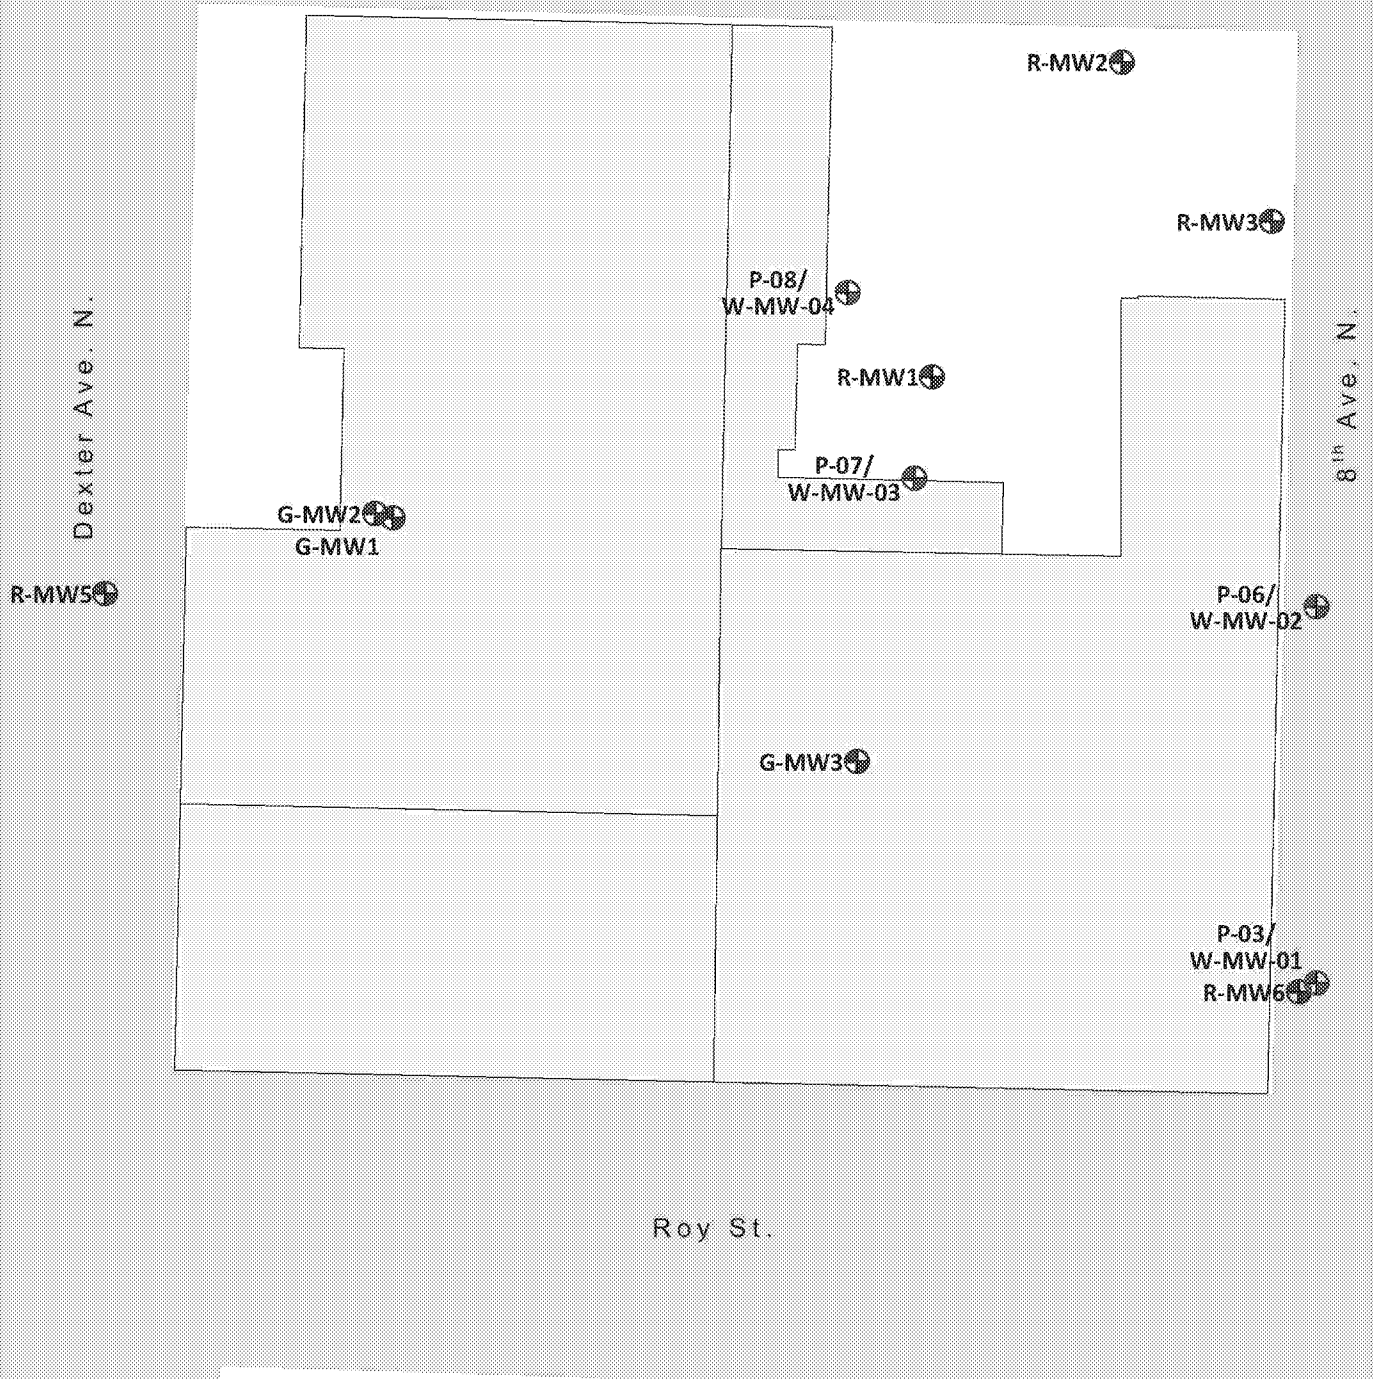 R-MW2
R-MW3
P-08/
W-MW-04
R-MW1
Dexter Ave. N.
8th Ave. N.
P-07/
W-MW-03
G-MW2
G-MW1
R-MW5
P-06/
W-MW-02
G-MW3
P-03/
W-MW-01
R-MW6
Roy St.